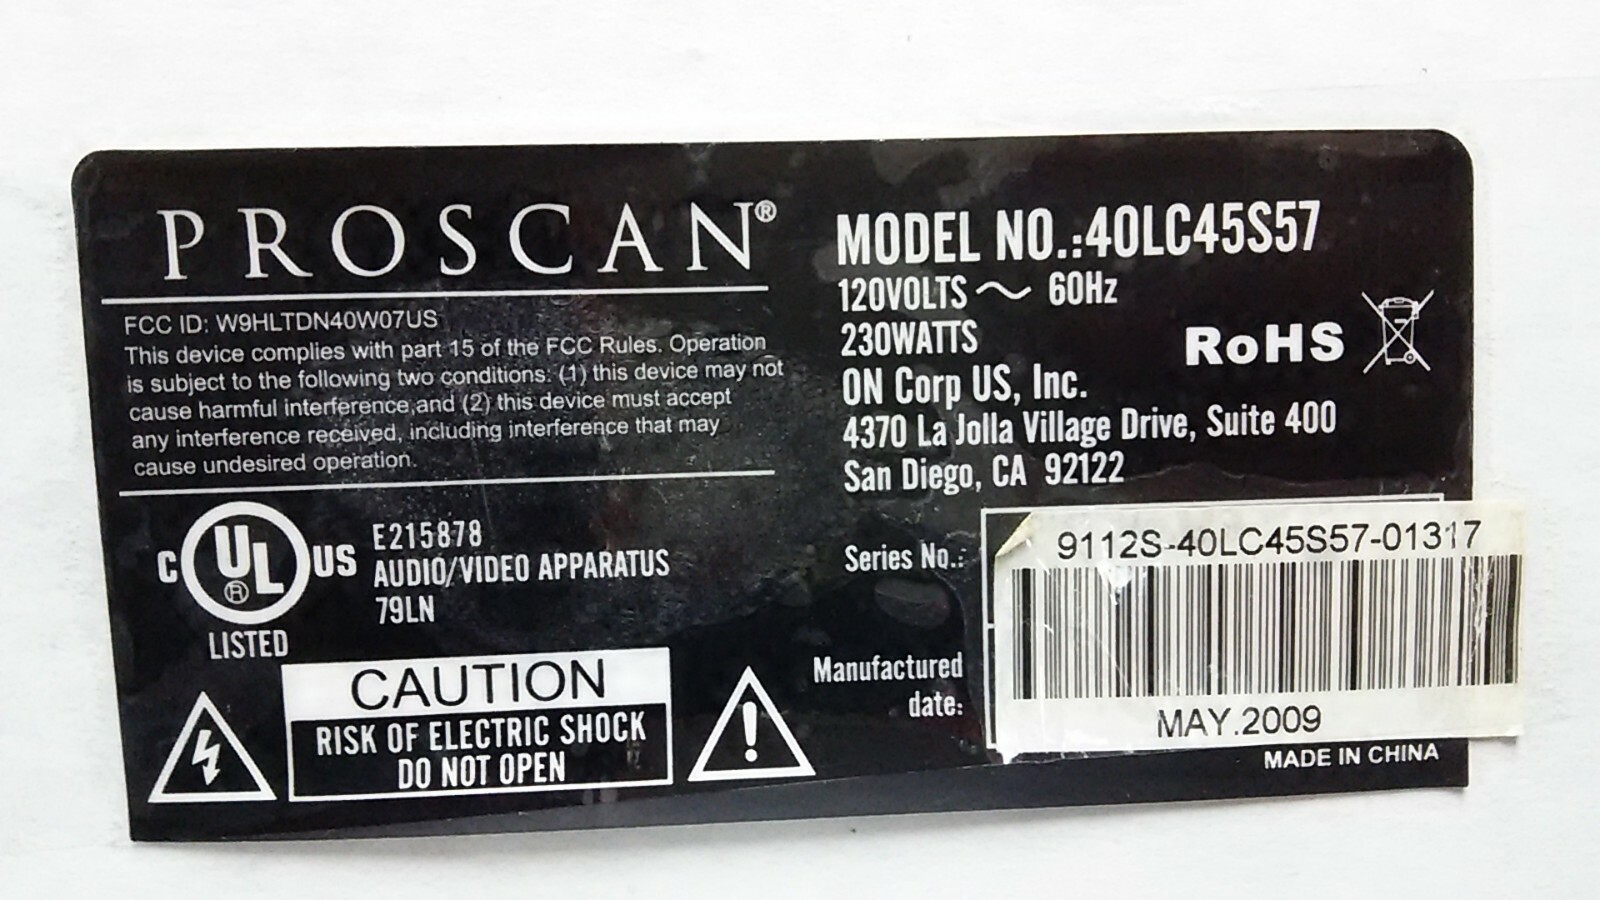 PROSCAN®
FCC ID: W9HLTDN40W07US
This device complies with part 15 of the FCC Rules. Operation
is subject to the following two conditions: (1) this device may not
cause harmful interference,and (2) this device must accept
any interference received, including interference that may
cause undesired operation.
C UL® US
LISTED
E215878
AUDIO/VIDEO APPARATUS
79LN
CAUTION
RISK OF ELECTRIC SHOCK
DO NOT OPEN
MODEL NO.:40LC45S57
120VOLTS ～ 60Hz
230WATTS
RoHS
ON Corp US, Inc.
4370 La Jolla Village Drive, Suite 400
San Diego, CA 92122
Series No.:
9112S-40LC45S57-01317
Manufactured
date:
MAY.2009
MADE IN CHINA